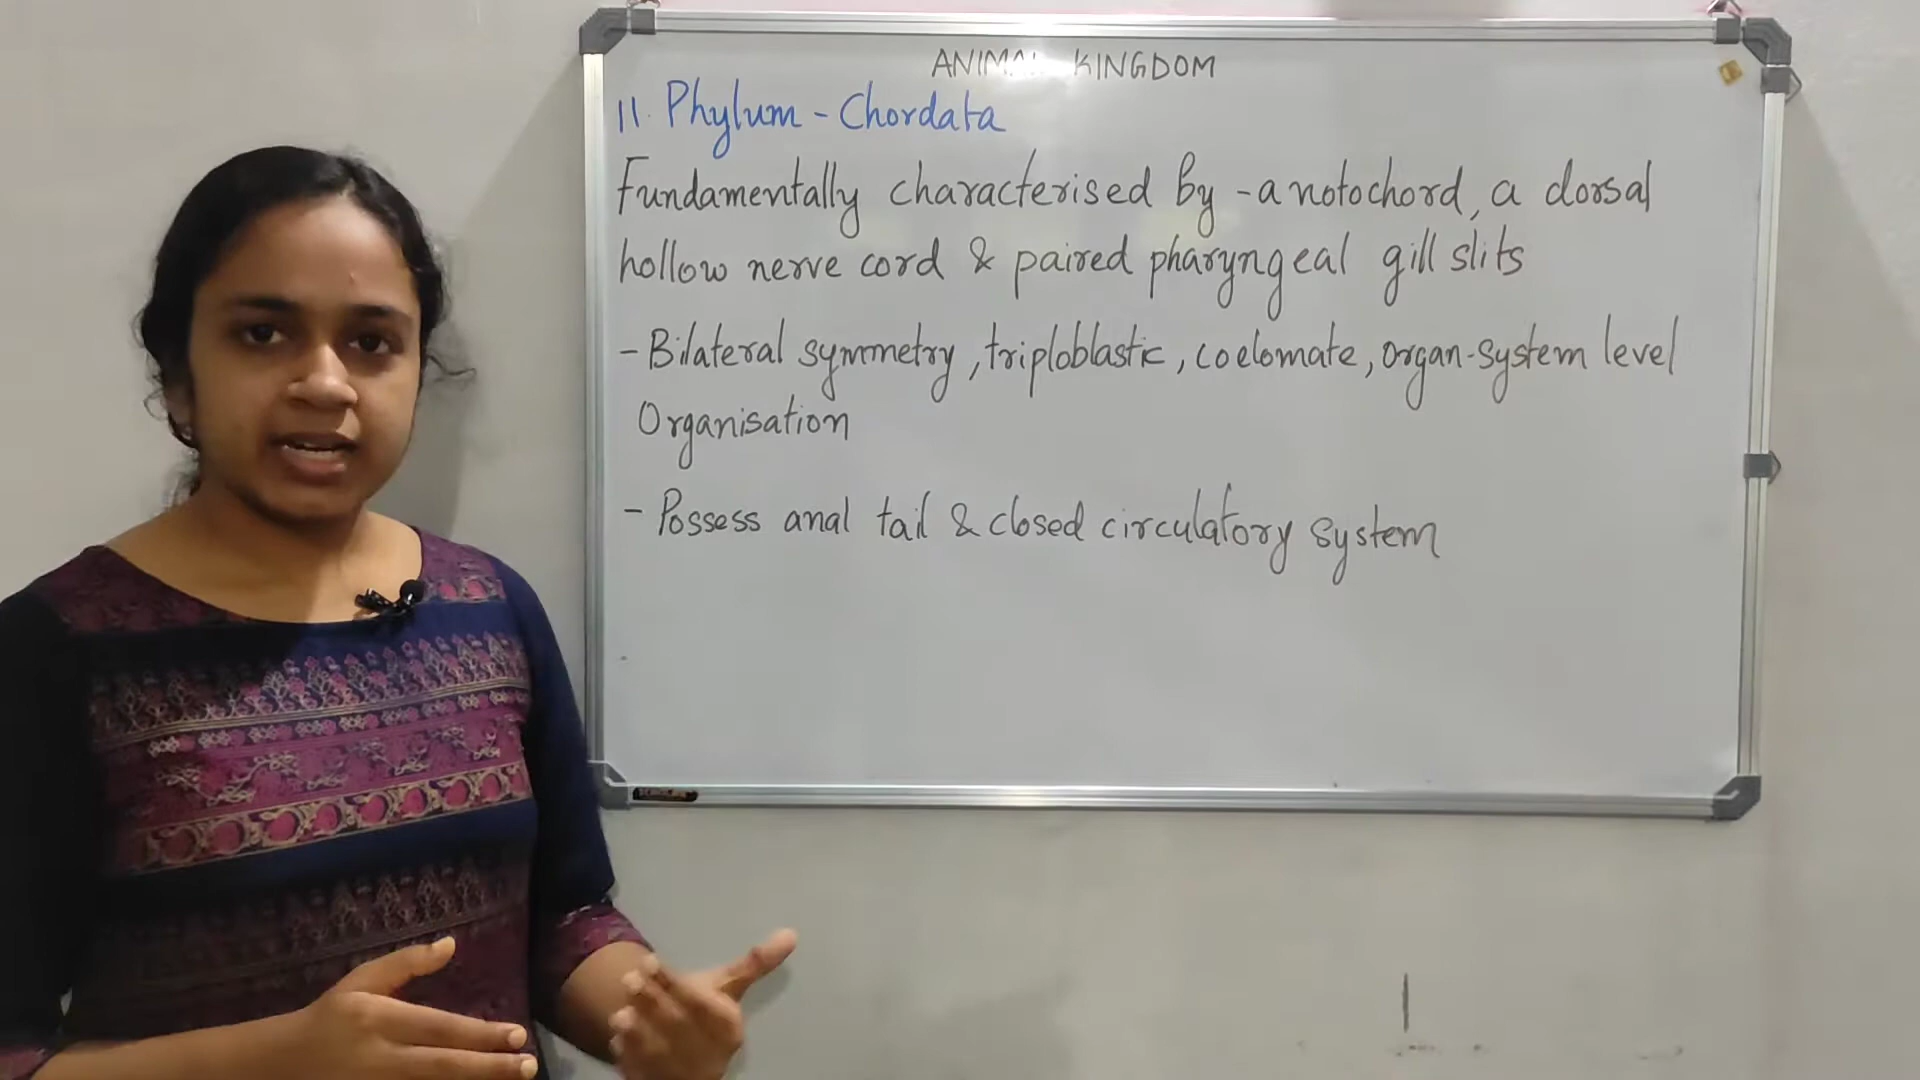 ANIMAL KINGDOM
11. Phylum - Chordata
Fundamentally characterised by - a notochord, a dorsal
hollow nerve cord & paired pharyngeal gill slits
- Bilateral symmetry, triploblastic, coelomate, organ-system level
Organisation
- Possess anal tail & closed circulatory system